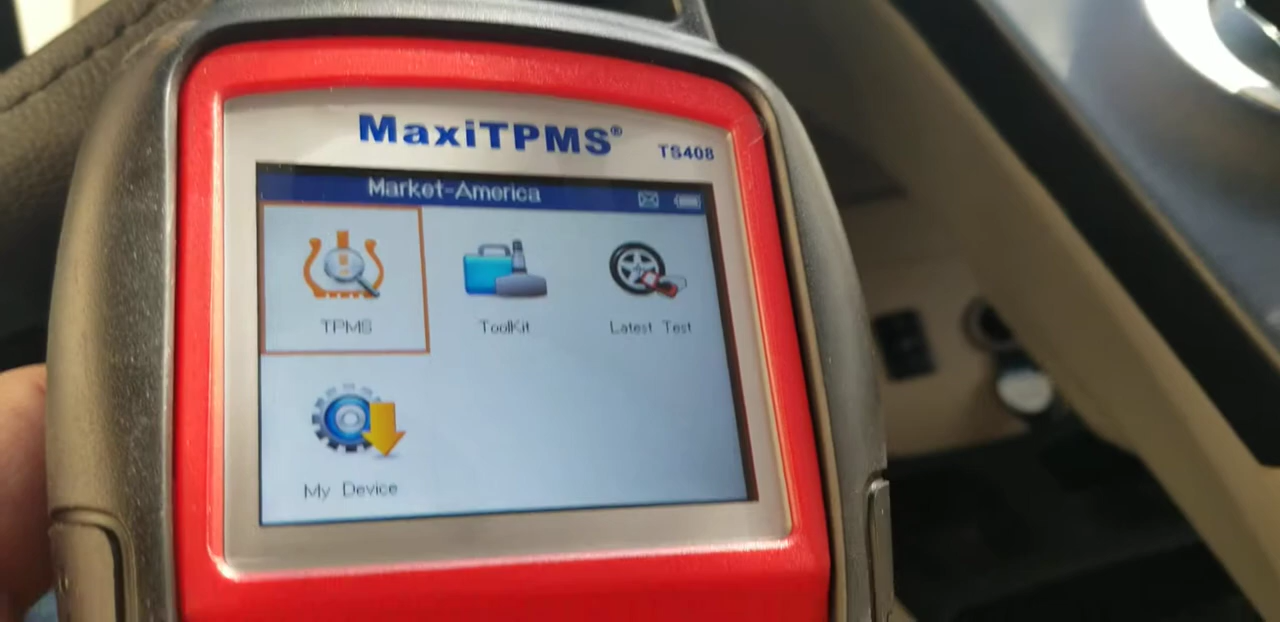 MaxiTPMS®
TS408
Market-America
TPMS
ToolKit
Latest Test
My Device